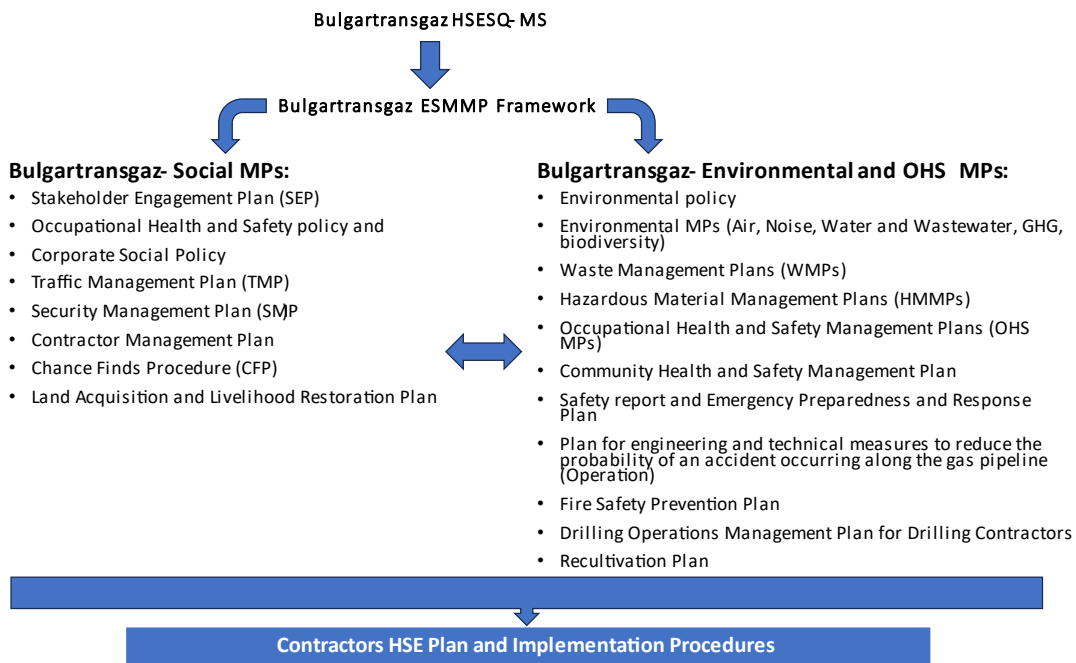 Bulgartransgaz HSESQ- MS
Bulgartransgaz ESMMP Framework
Bulgartransgaz- Social MPs:
• Stakeholder Engagement Plan (SEP)
• Occupational Health and Safety policy and
• Corporate Social Policy
• Traffic Management Plan (TMP)
• Security Management Plan (SMP)
• Contractor Management Plan
• Chance Finds Procedure (CFP)
• Land Acquisition and Livelihood Restoration Plan
Bulgartransgaz- Environmental and OHS MPs:
• Environmental policy
• Environmental MPs (Air, Noise, Water and Wastewater, GHG,
biodiversity)
• Waste Management Plans (WMPs)
• Hazardous Material Management Plans (HMMPs)
• Occupational Health and Safety Management Plans (OHS
MPs)
• Community Health and Safety Management Plan
• Safety report and Emergency Preparedness and Response
Plan
• Plan for engineering and technical measures to reduce the
probability of an accident occurring along the gas pipeline
(Operation)
• Fire Safety Prevention Plan
• Drilling Operations Management Plan for Drilling Contractors
• Recultivation Plan
Contractors HSE Plan and Implementation Procedures